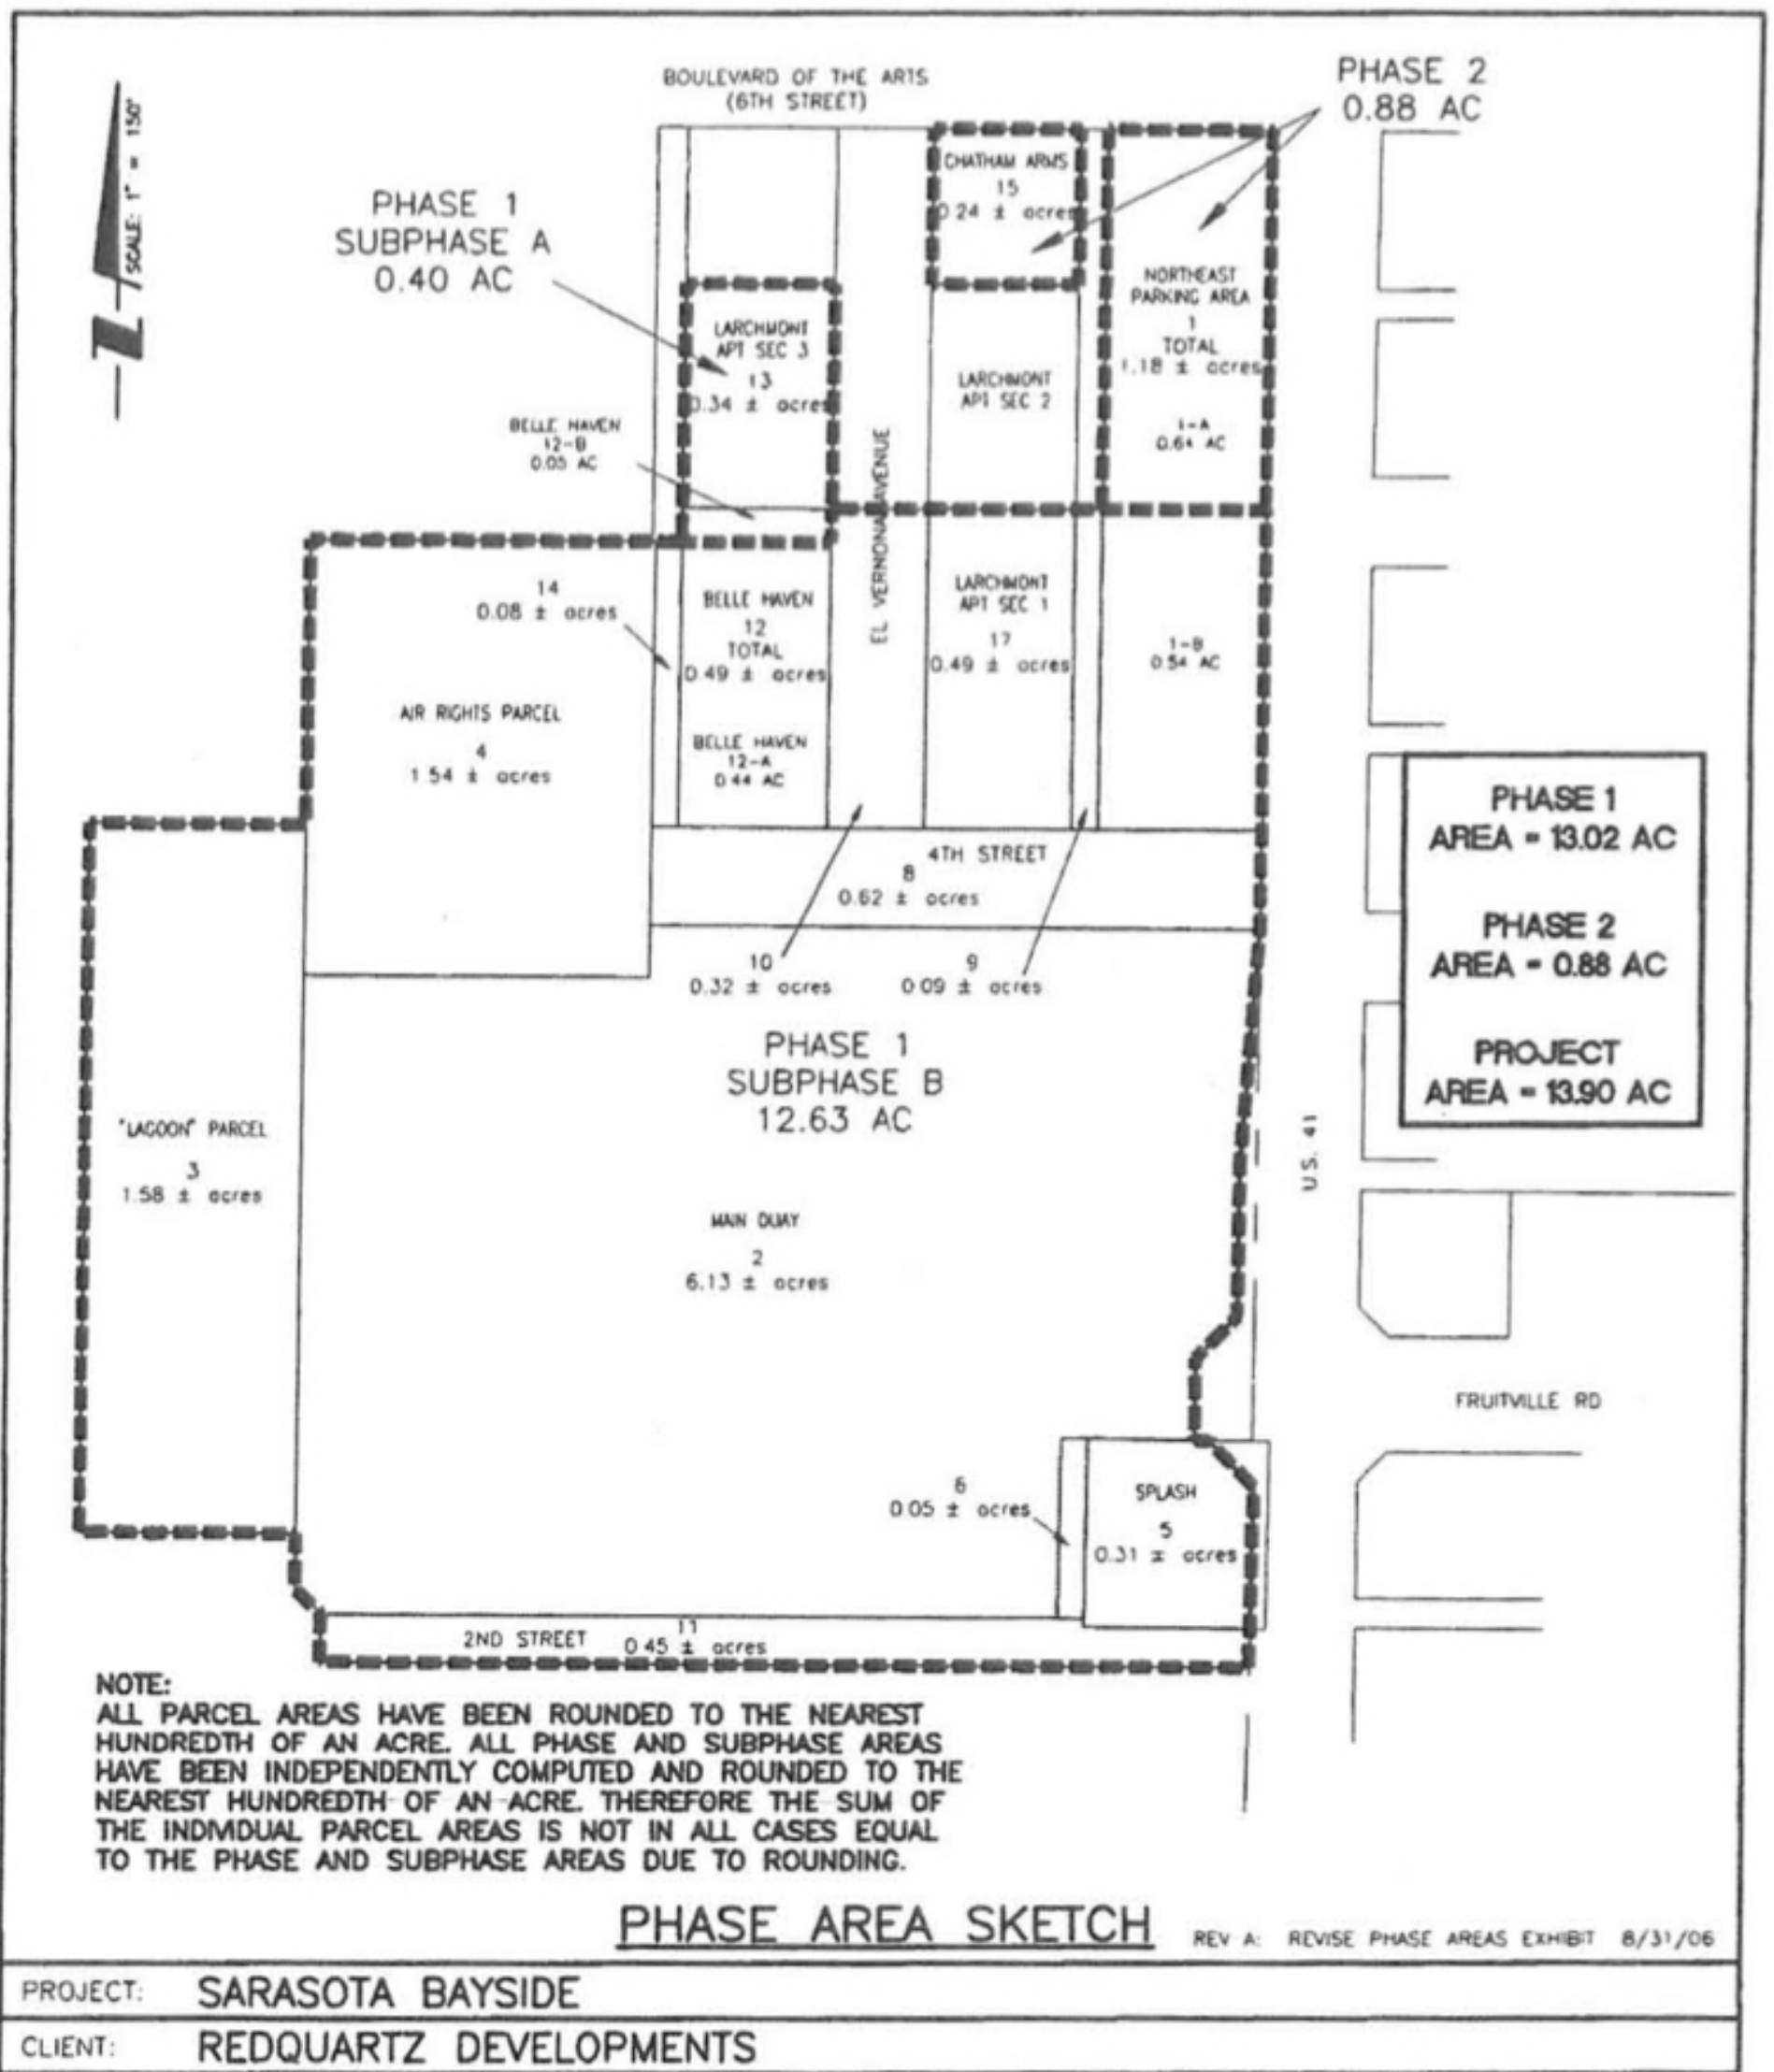 BOULEVARD OF THE ARTS
(6TH STREET)
PHASE 2
0.88 AC
SCALE: 1" = 150'
Z
PHASE 1
SUBPHASE A
0.40 AC
CHATHAM ARMS
15
0.24 ± acres
NORTHEAST
PARKING AREA
1
TOTAL
1.18 ± acres
1-A
0.64 AC
LARCHMONT
APT SEC 3
13
0.34 ± acres
LARCHMONT
APT SEC 2
BELLE HAVEN
12-B
0.05 AC
EL VERNONA AVENUE
14
0.08 ± acres
BELLE HAVEN
12
TOTAL
0.49 ± acres
BELLE HAVEN
12-A
0.44 AC
LARCHMONT
APT SEC 1
17
0.49 ± acres
1-B
0.54 AC
AIR RIGHTS PARCEL
4
1.54 ± acres
PHASE 1
AREA = 13.02 AC
PHASE 2
AREA = 0.88 AC
PROJECT
AREA = 13.90 AC
4TH STREET
8
0.62 ± acres
10
0.32 ± acres
9
0.09 ± acres
PHASE 1
SUBPHASE B
12.63 AC
U.S. 41
"LAGOON" PARCEL
3
1.58 ± acres
MAIN QUAY
2
6.13 ± acres
FRUITVILLE RD
6
0.05 ± acres
SPLASH
5
0.31 ± acres
2ND STREET
11
0.45 ± acres
NOTE:
ALL PARCEL AREAS HAVE BEEN ROUNDED TO THE NEAREST
HUNDREDTH OF AN ACRE. ALL PHASE AND SUBPHASE AREAS
HAVE BEEN INDEPENDENTLY COMPUTED AND ROUNDED TO THE
NEAREST HUNDREDTH OF AN ACRE. THEREFORE THE SUM OF
THE INDIVIDUAL PARCEL AREAS IS NOT IN ALL CASES EQUAL
TO THE PHASE AND SUBPHASE AREAS DUE TO ROUNDING.
PHASE AREA SKETCH
REV A: REVISE PHASE AREAS EXHIBIT 8/31/06
PROJECT: SARASOTA BAYSIDE
CLIENT: REDQUARTZ DEVELOPMENTS